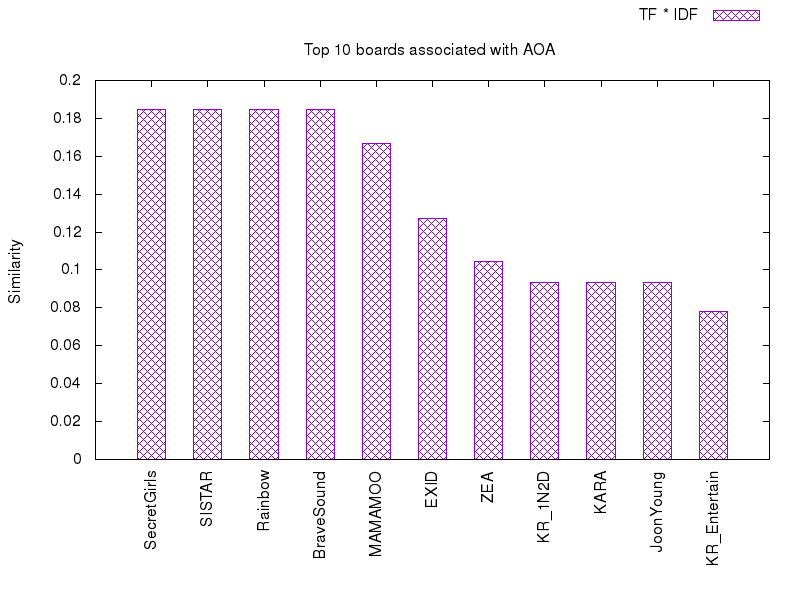 TF * IDF
Top 10 boards associated with AOA
0.2
0.18
0.16
0.14
0.12
0.1
0.08
0.06
0.04
0.02
0
Similarity
SecretGirls
SISTAR
Rainbow
BraveSound
MAMAMOO
EXID
ZEA
KR_1N2D
KARA
JoonYoung
KR_Entertain